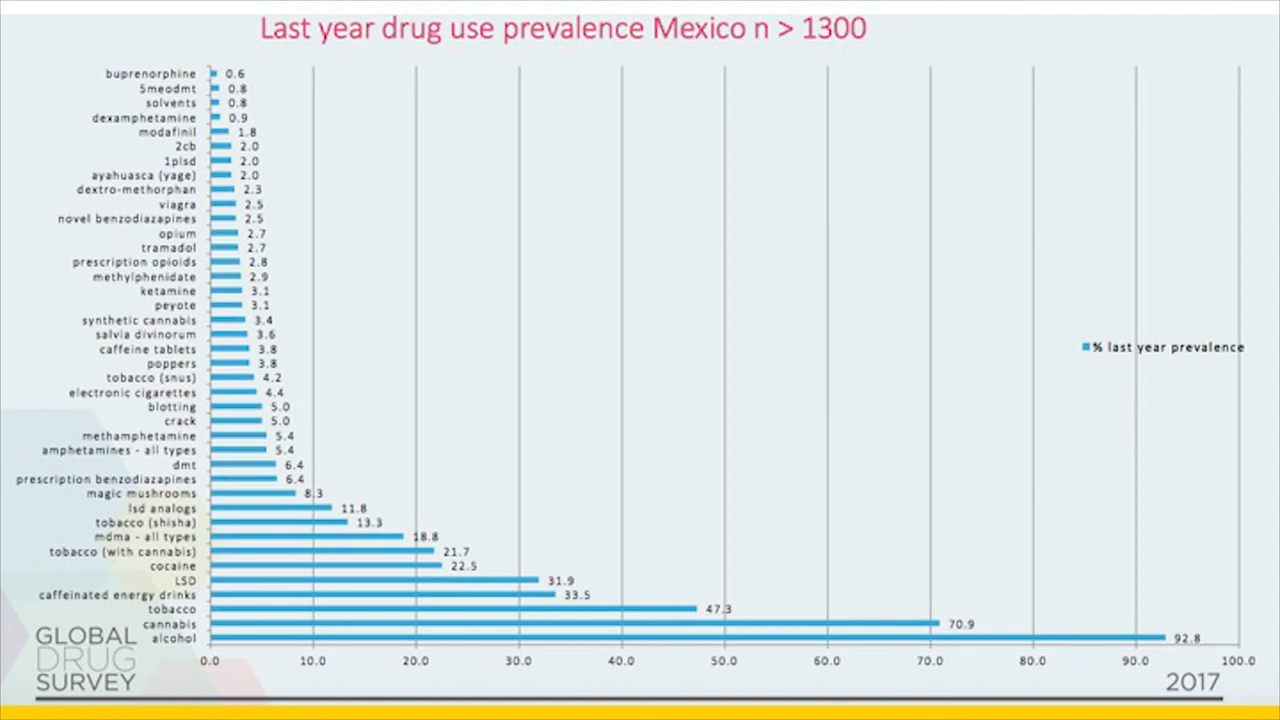 Last year drug use prevalence Mexico n > 1300
buprenorphine 0.6
5meodmt 0.8
solvents 0.8
dexamphetamine 0.9
modafinil 1.8
2cb 2.0
1plsd 2.0
ayahuasca (yage) 2.0
dextro-methorphan 2.3
viagra 2.5
novel benzodiazapines 2.5
opium 2.7
tramadol 2.7
prescription opioids 2.8
methylphenidate 2.9
ketamine 3.1
peyote 3.1
synthetic cannabis 3.4
salvia divinorum 3.6
caffeine tablets 3.8
poppers 3.8
tobacco (snus) 4.2
electronic cigarettes 4.4
blotting 5.0
crack 5.0
methamphetamine 5.4
amphetamines - all types 5.4
dmt 6.4
prescription benzodiazapines 6.4
magic mushrooms 8.3
lsd analogs 11.8
tobacco (shisha) 13.3
mdma - all types 18.8
tobacco (with cannabis) 21.7
cocaine 22.5
LSD 31.9
caffeinated energy drinks 33.5
tobacco 47.3
cannabis 70.9
alcohol 92.8
0.0 10.0 20.0 30.0 40.0 50.0 60.0 70.0 80.0 90.0 100.0
% last year prevalence
GLOBAL
DRUG
SURVEY
2017